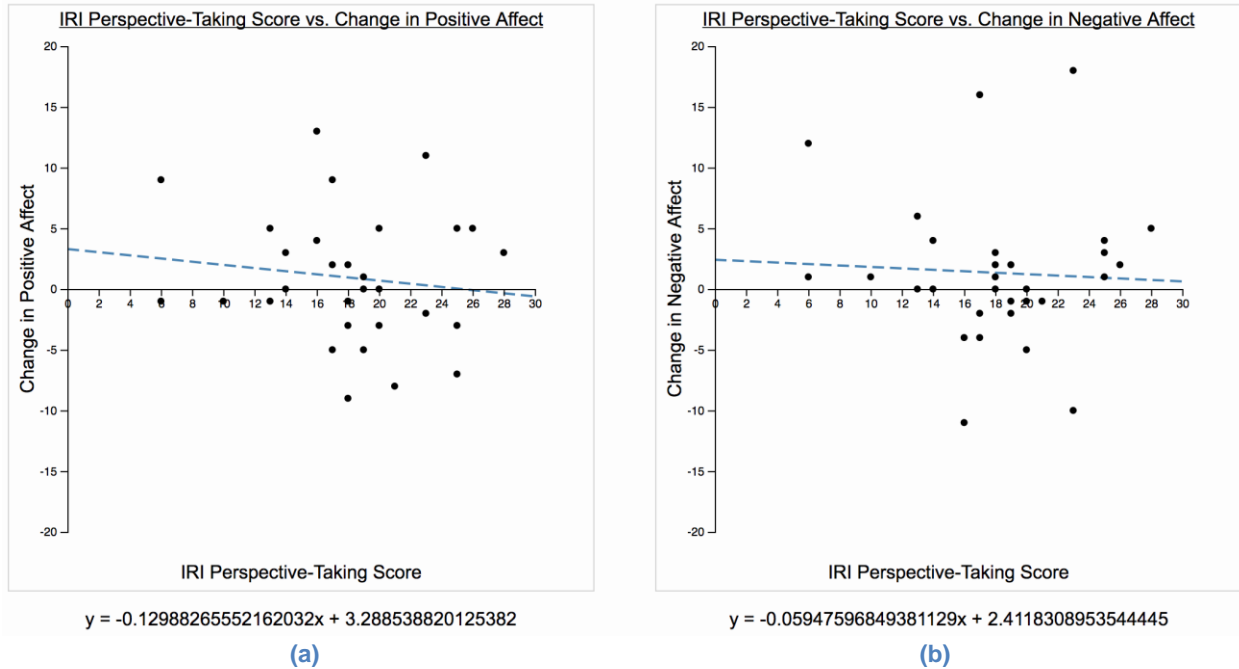 IRI Perspective-Taking Score vs. Change in Positive Affect
20
15
10
5
0
-5
-10
-15
-20
0 2 4 6 8 10 12 14 16 18 20 22 24 26 28 30
Change in Positive Affect
IRI Perspective-Taking Score
y = -0.12988265552162032x + 3.288538820125382
(a)
IRI Perspective-Taking Score vs. Change in Negative Affect
20
15
10
5
0
-5
-10
-15
-20
0 2 4 6 8 10 12 14 16 18 20 22 24 26 28 30
Change in Negative Affect
IRI Perspective-Taking Score
y = -0.05947596849381129x + 2.4118308953544445
(b)